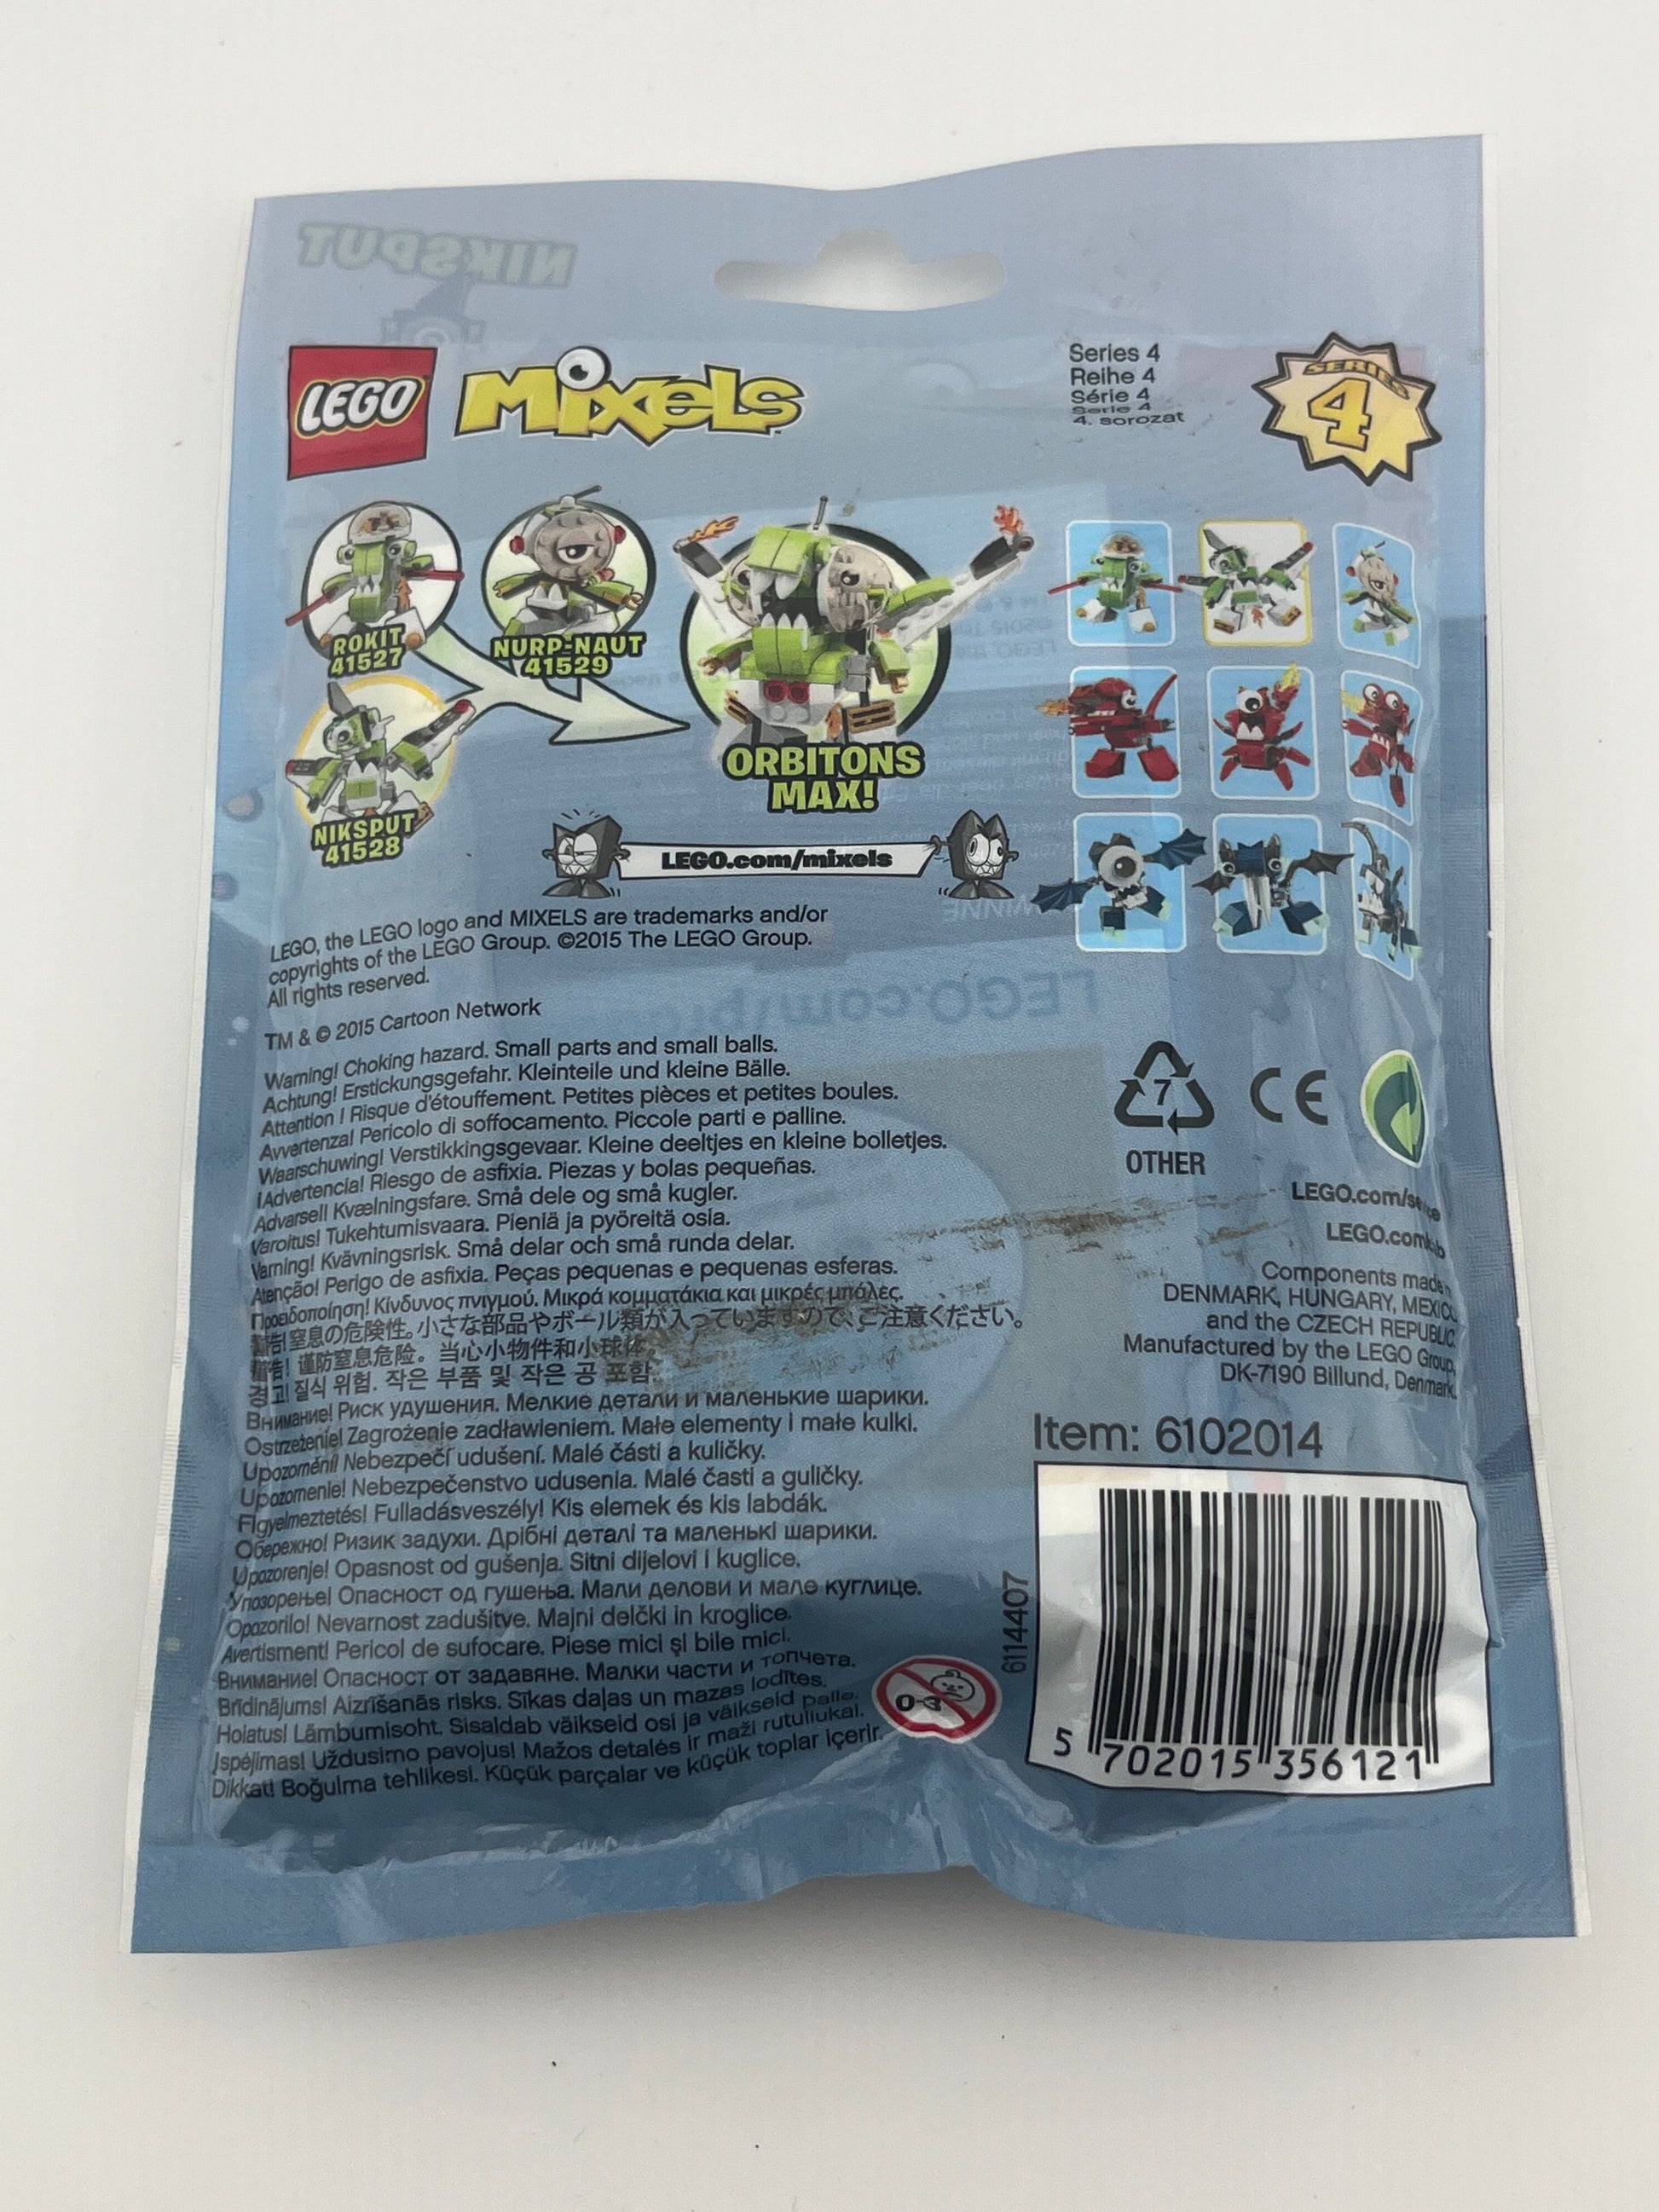 NIKSPUT
LEGO Mixels
Series 4
Reihe 4
Série 4
Serie 4
4. sorozat
SERIES
4
ROKIT
41527
NURP-NAUT
41529
NIKSPUT
41528
ORBITONS
MAX!
LEGO.com/mixels
LEGO, the LEGO logo and MIXELS are trademarks and/or
copyrights of the LEGO Group. ©2015 The LEGO Group.
All rights reserved.
TM & © 2015 Cartoon Network
Warning! Choking hazard. Small parts and small balls.
Achtung! Erstickungsgefahr. Kleinteile und kleine Bälle.
Attention ! Risque d'étouffement. Petites pièces et petites boules.
Avvertenza! Pericolo di soffocamento. Piccole parti e palline.
Waarschuwing! Verstikkingsgevaar. Kleine deeltjes en kleine bolletjes.
¡Advertencia! Riesgo de asfixia. Piezas y bolas pequeñas.
Advarsel! Kvælningsfare. Små dele og små kugler.
Varoitus! Tukehtumisvaara. Pieniä ja pyöreitä osia.
Varning! Kvävningsrisk. Små delar och små runda delar.
Atenção! Perigo de asfixia. Peças pequenas e pequenas esferas.
Προειδοποίηση! Κίνδυνος πνιγμού. Μικρά κομματάκια και μικρές μπάλες.
警告!窒息の危険性。小さな部品やボール類が入っていますので、ご注意ください。
警告! 谨防窒息危险。当心小物件和小球体。
경고! 질식 위험. 작은 부품 및 작은 공 포함.
Внимание! Риск удушения. Мелкие детали и маленькие шарики.
Ostrzeżenie! Zagrożenie zadławieniem. Małe elementy i małe kulki.
Upozornění! Nebezpečí udušení. Malé části a kuličky.
Upozornenie! Nebezpečenstvo udusenia. Malé časti a guličky.
Figyelmeztetés! Fulladásveszély! Kis elemek és kis labdák.
Обережно! Ризик задухи. Дрібні деталі та маленькі шарики.
Upozorenje! Opasnost od gušenja. Sitni dijelovi i kuglice.
Упозорење! Опасност од гушења. Мали делови и мале куглице.
Opozorilo! Nevarnost zadušitve. Majni delčki in kroglice.
Avertisment! Pericol de sufocare. Piese mici şi bile mici.
Внимание! Опасност от задавяне. Малки части и топчета.
Brīdinājums! Aizrīšanās risks. Sīkas daļas un mazas lodītes.
Hoiatus! Lämbumisoht. Sisaldab väikseid osi ja väikseid palle.
Įspėjimas! Uždusimo pavojus! Mažos detalės ir maži rutuliukai.
Dikkat! Boğulma tehlikesi. Küçük parçalar ve küçük toplar içerir.
0-3
7
OTHER
CE
Components made in
DENMARK, HUNGARY, MEXICO
and the CZECH REPUBLIC.
Manufactured by the LEGO Group,
DK-7190 Billund, Denmark.
Item: 6102014
6114407
5 702015 356121